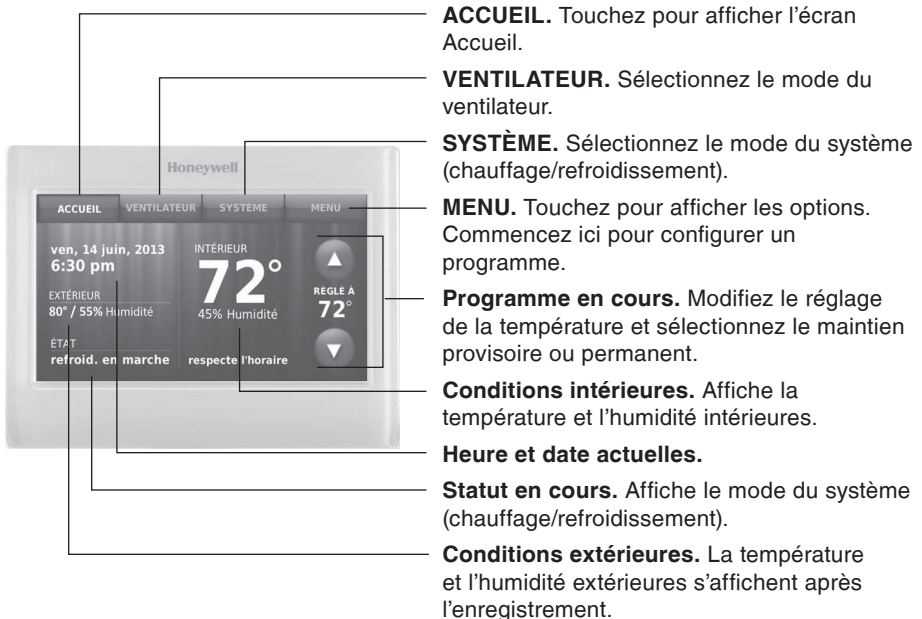 ACCUEIL. Touchez pour afficher l'écran
Accueil.
VENTILATEUR. Sélectionnez le mode du
ventilateur.
SYSTÈME. Sélectionnez le mode du système
(chauffage/refroidissement).
MENU. Touchez pour afficher les options.
Commencez ici pour configurer un
programme.
Programme en cours. Modifiez le réglage
de la température et sélectionnez le maintien
provisoire ou permanent.
Conditions intérieures. Affiche la
température et l'humidité intérieures.
Heure et date actuelles.
Statut en cours. Affiche le mode du système
(chauffage/refroidissement).
Conditions extérieures. La température
et l'humidité extérieures s'affichent après
l'enregistrement.
Honeywell
ACCUEIL VENTILATEUR SYSTÈME MENU
ven, 14 juin, 2013
6:30 pm
EXTÉRIEUR
80° / 55% Humidité
ÉTAT
refroid. en marche
INTÉRIEUR
72°
45% Humidité
respecte l'horaire
RÉGLÉ À
72°